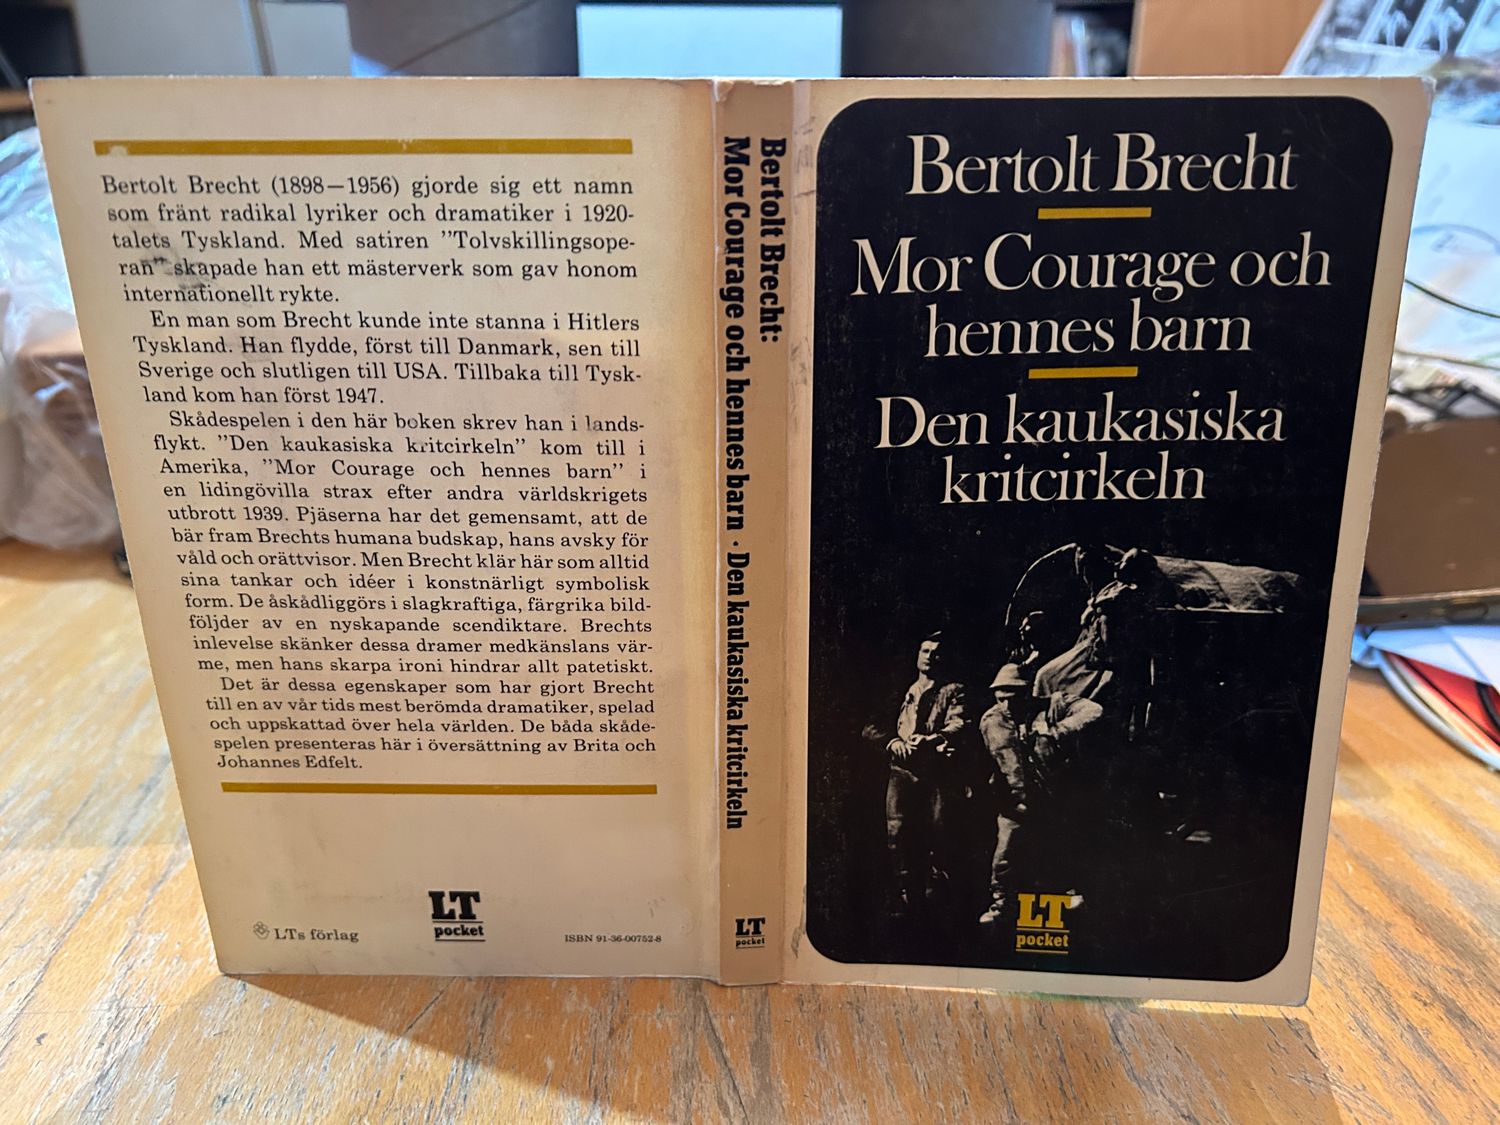 Bertolt Brecht (1898–1956) gjorde sig ett namn
som fränt radikal lyriker och dramatiker i 1920-
talets Tyskland. Med satiren ”Tolvskillingsope-
ran” skapade han ett mästerverk som gav honom
internationellt rykte.
En man som Brecht kunde inte stanna i Hitlers
Tyskland. Han flydde, först till Danmark, sen till
Sverige och slutligen till USA. Tillbaka till Tysk-
land kom han först 1947.
Skådespelen i den här boken skrev han i lands-
flykt. ”Den kaukasiska kritcirkeln” kom till i
Amerika, ”Mor Courage och hennes barn” i
en lidingövilla strax efter andra världskrigets
utbrott 1939. Pjäserna har det gemensamt, att de
bär fram Brechts humana budskap, hans avsky för
våld och orättvisor. Men Brecht klär här som alltid
sina tankar och idéer i konstnärligt symbolisk
form. De åskådliggörs i slagkraftiga, färgrika bild-
följder av en nyskapande scendiktare. Brechts
inlevelse skänker dessa dramer medkänslans vär-
me, men hans skarpa ironi hindrar allt patetiskt.
Det är dessa egenskaper som har gjort Brecht
till en av vår tids mest berömda dramatiker, spelad
och uppskattad över hela världen. De båda skåde-
spelen presenteras här i översättning av Brita och
Johannes Edfelt.
LTs förlag
LT
pocket
ISBN 91-36-00752-8
Bertolt Brecht:
Mor Courage och hennes barn · Den kaukasiska kritcirkeln
LT
pocket
Bertolt Brecht
Mor Courage och
hennes barn
Den kaukasiska
kritcirkeln
LT
pocket